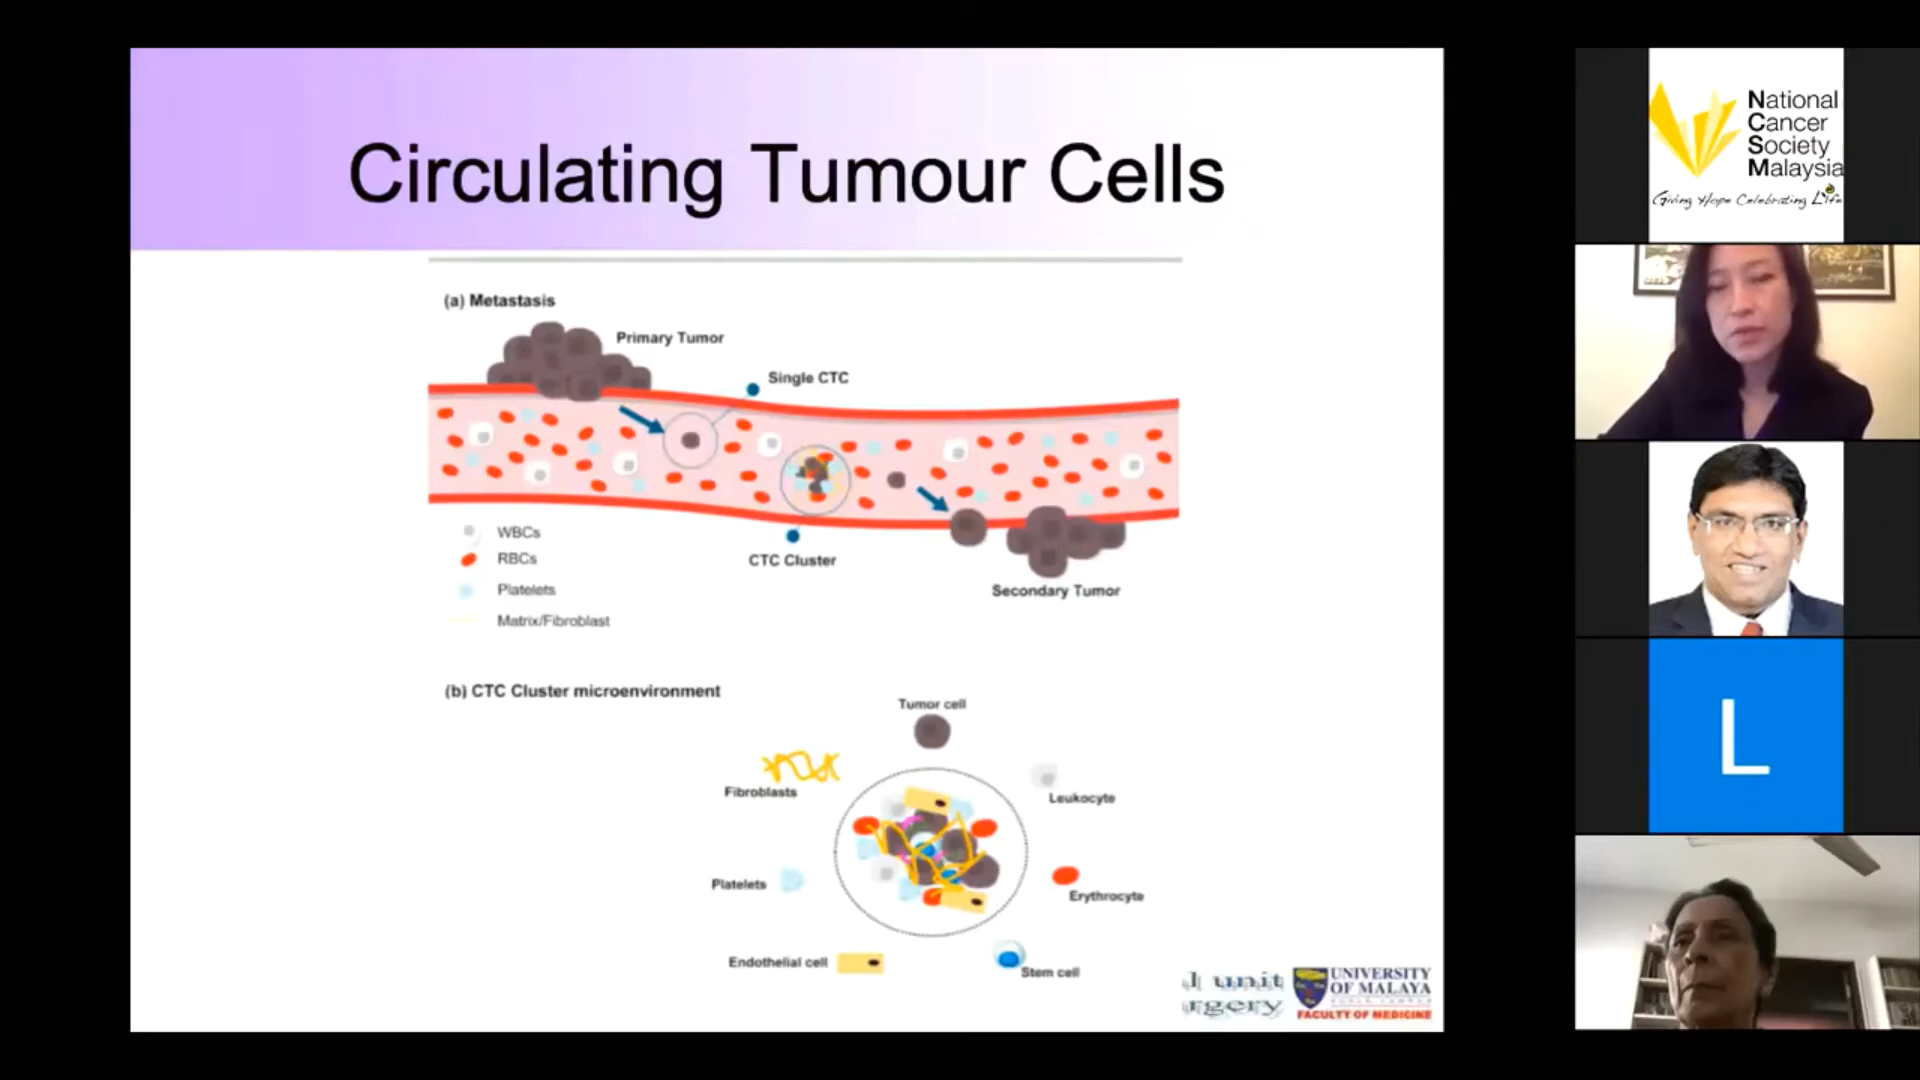 Circulating Tumour Cells
(a) Metastasis
Primary Tumor
Single CTC
WBCs
RBCs
Platelets
Matrix/Fibroblast
CTC Cluster
Secondary Tumor
(b) CTC Cluster microenvironment
Tumor cell
Fibroblasts
Leukocyte
Platelets
Erythrocyte
Endothelial cell
Stem cell
unit
UNIVERSITY
OF MALAYA
FACULTY OF MEDICINE
National
Cancer
Society
Malaysia
Giving Hope Celebrating Life
L